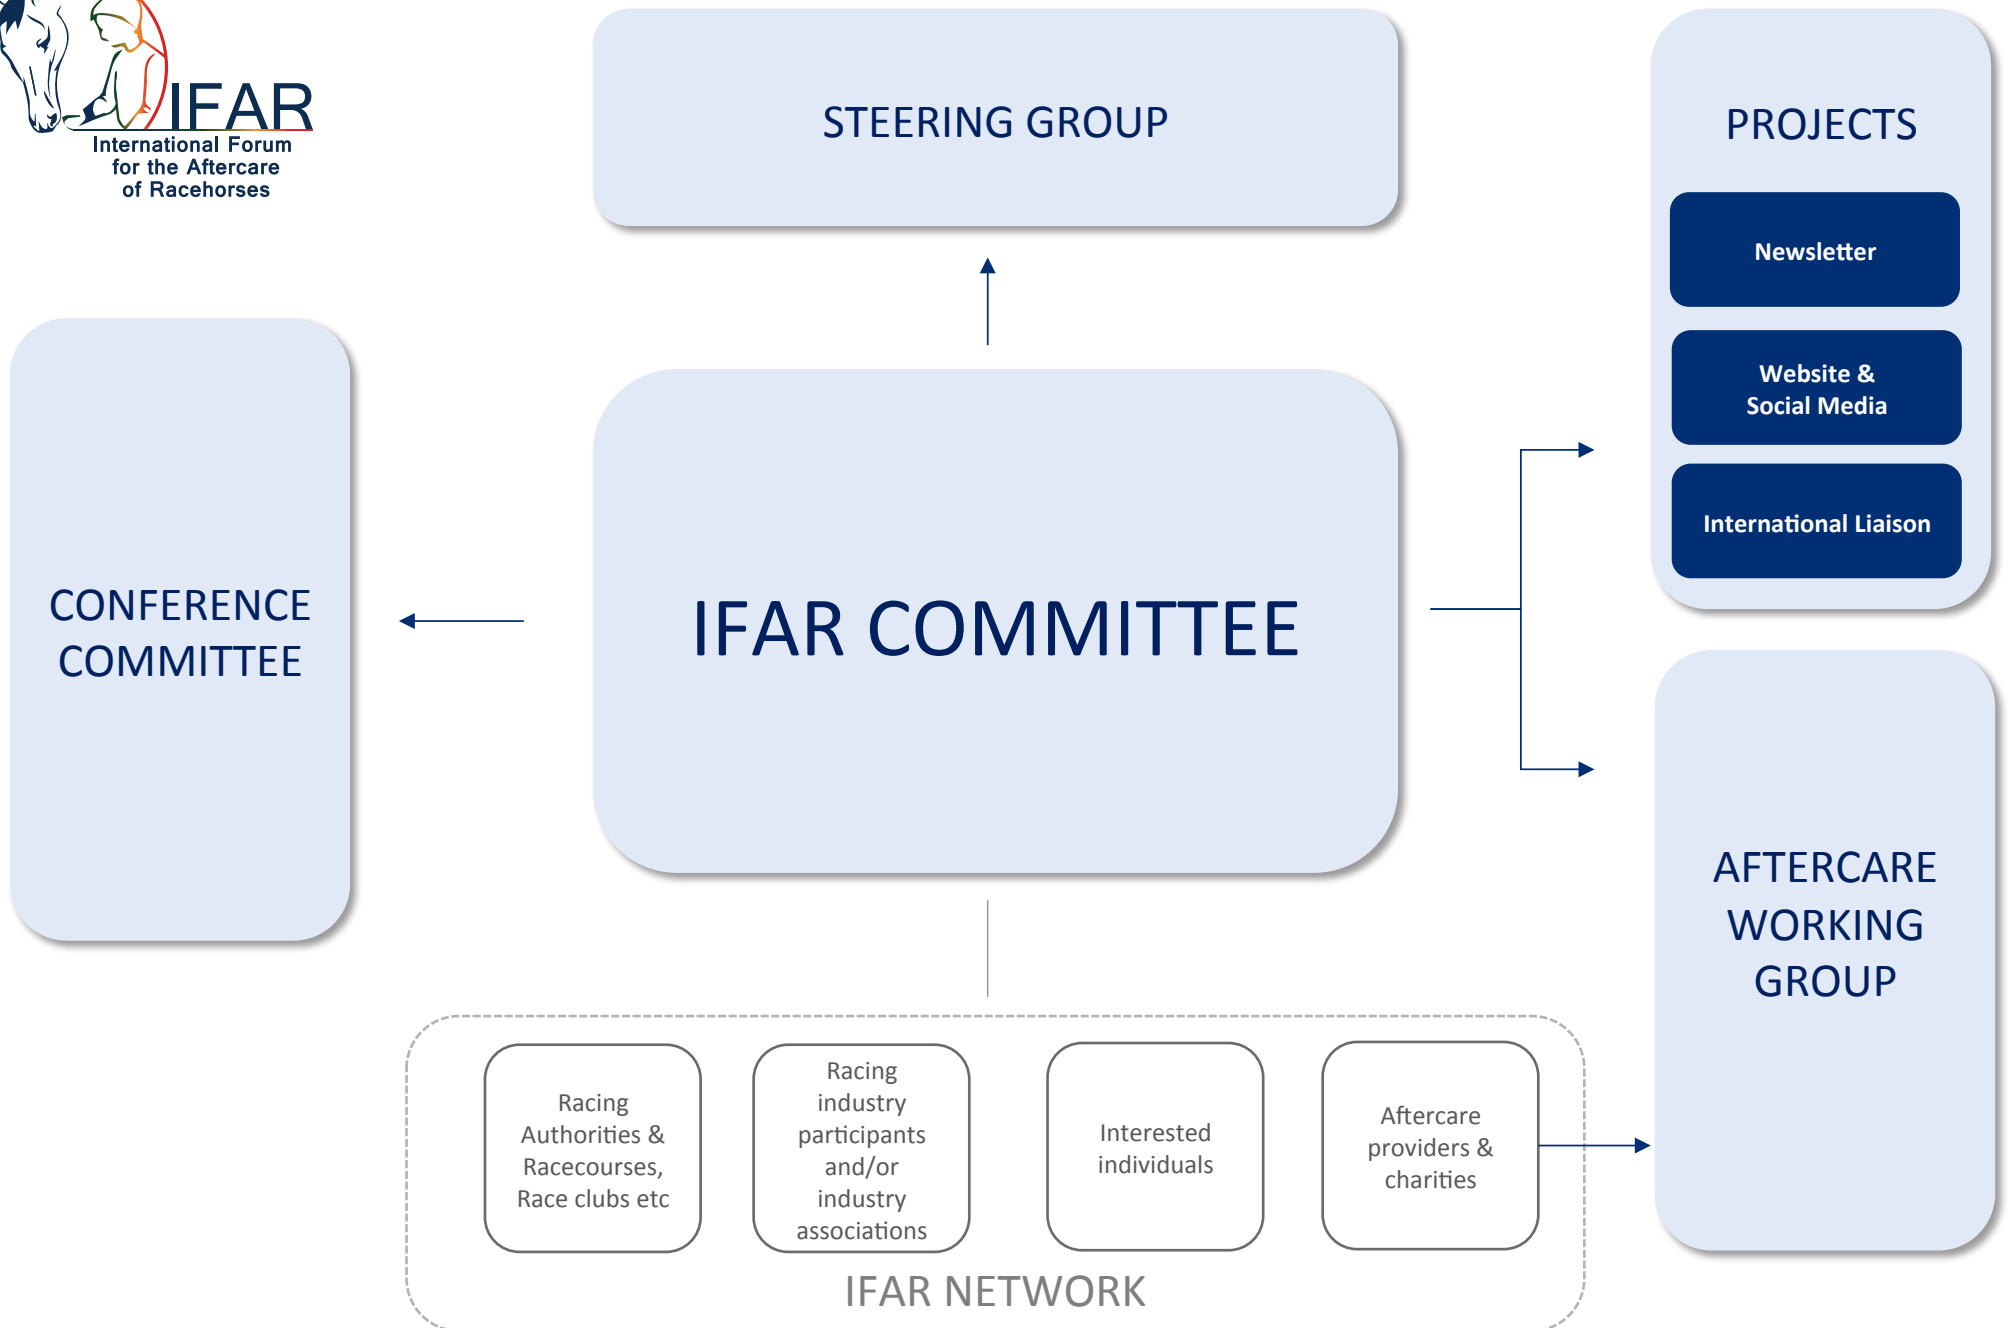 IFAR
International Forum
for the Aftercare
of Racehorses
STEERING GROUP
PROJECTS
Newsletter
Website &
Social Media
International Liaison
CONFERENCE
COMMITTEE
IFAR COMMITTEE
AFTERCARE
WORKING
GROUP
Racing
Authorities &
Racecourses,
Race clubs etc
Racing
industry
participants
and/or
industry
associations
Interested
individuals
Aftercare
providers &
charities
IFAR NETWORK